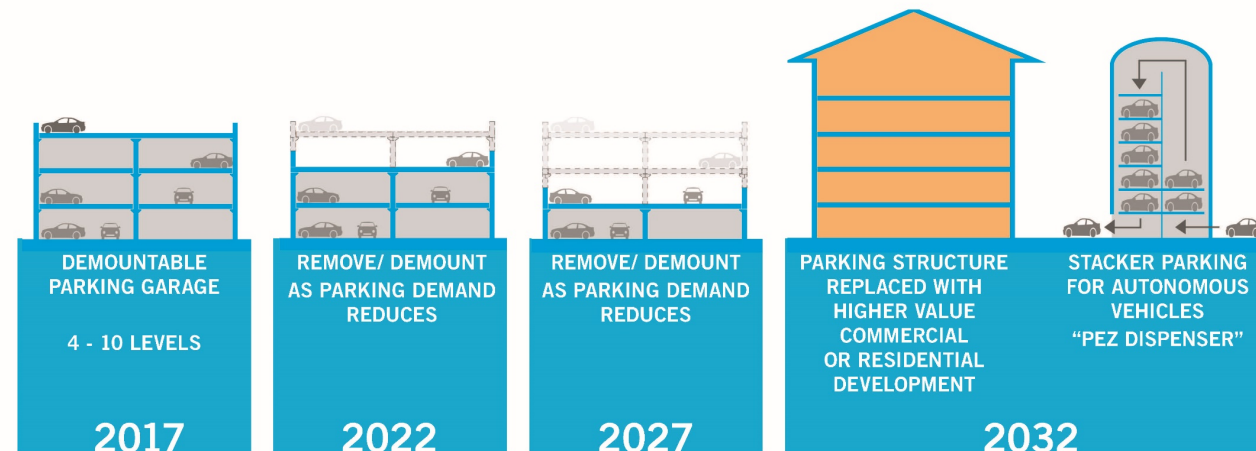 DEMOUNTABLE
PARKING GARAGE
4 - 10 LEVELS
2017
REMOVE/ DEMOUNT
AS PARKING DEMAND
REDUCES
2022
REMOVE/ DEMOUNT
AS PARKING DEMAND
REDUCES
2027
PARKING STRUCTURE
REPLACED WITH
HIGHER VALUE
COMMERCIAL
OR RESIDENTIAL
DEVELOPMENT
STACKER PARKING
FOR AUTONOMOUS
VEHICLES
“PEZ DISPENSER”
2032